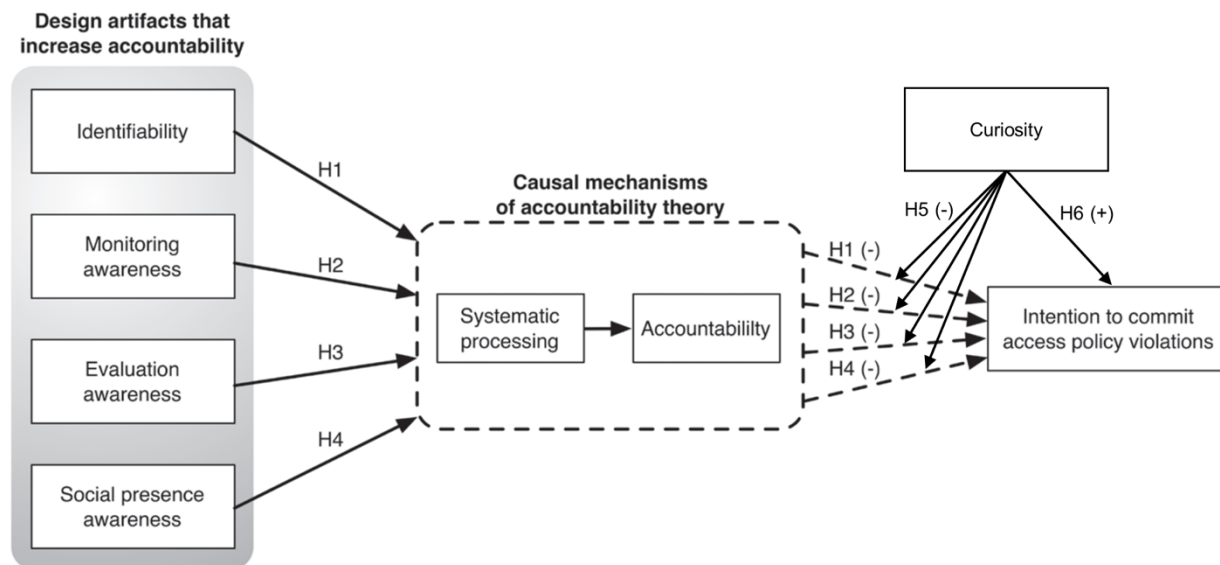 Design artifacts that
increase accountability
Identifiability
Monitoring
awareness
Evaluation
awareness
Social presence
awareness
H1
H2
H3
H4
Causal mechanisms
of accountability theory
Systematic
processing
Accountabililty
H1 (-)
H2 (-)
H3 (-)
H4 (-)
Curiosity
H5 (-)
H6 (+)
Intention to commit
access policy violations